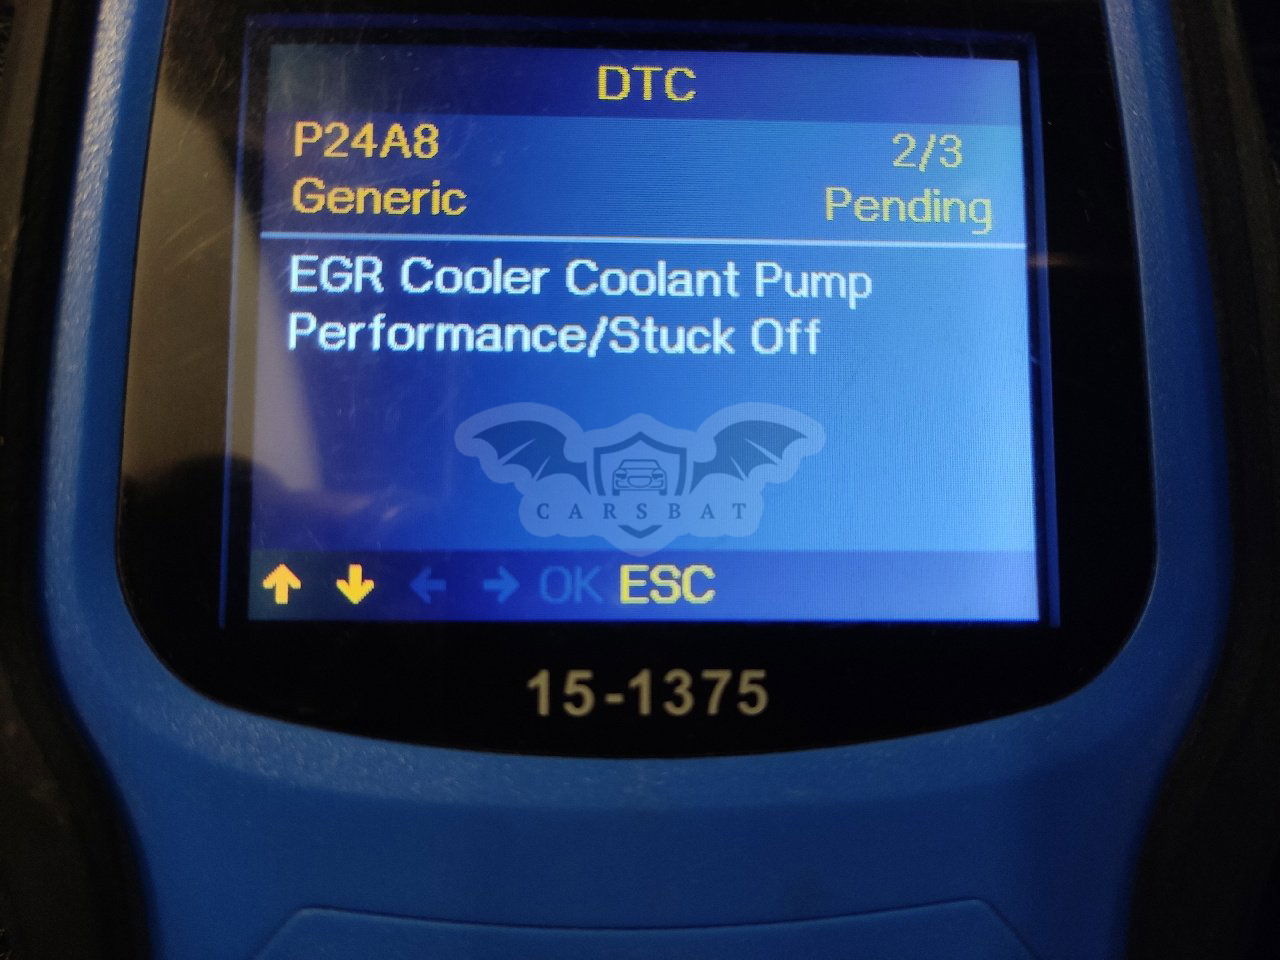 DTC
P24A8 2/3
Generic Pending
EGR Cooler Coolant Pump
Performance/Stuck Off
CARSBAT
OK ESC
15-1375